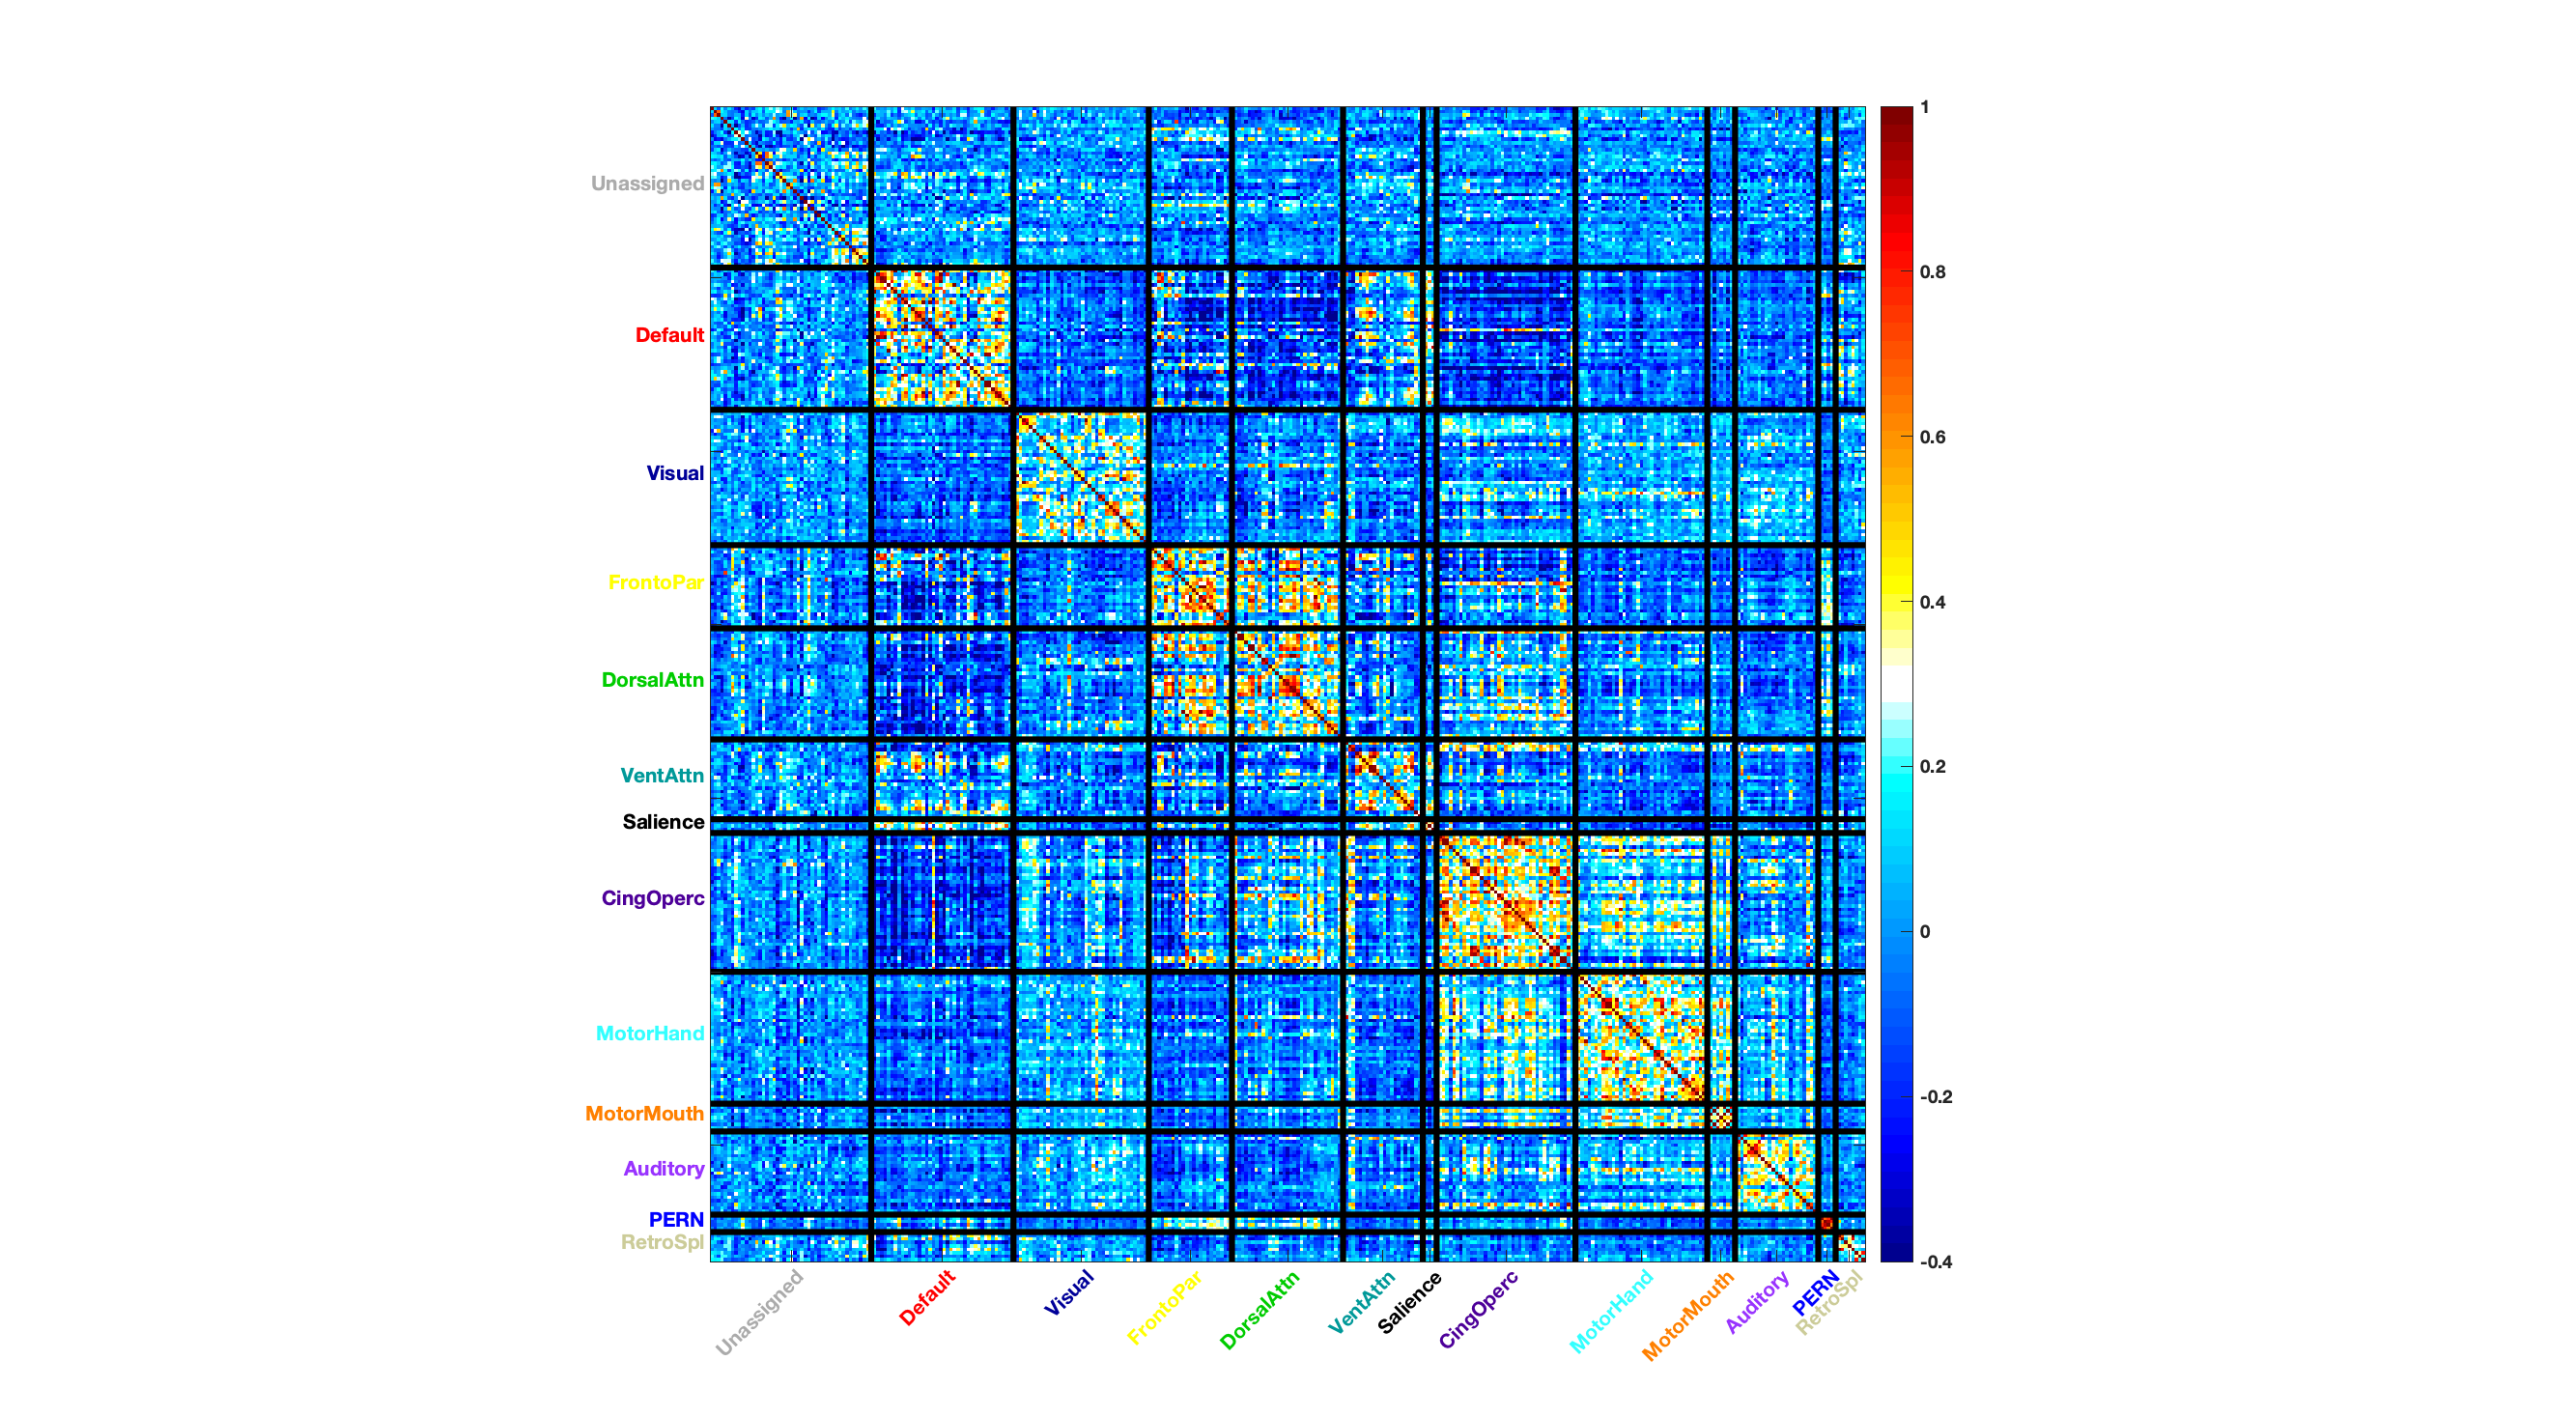 Unassigned
Default
Visual
FrontoPar
DorsalAttn
VentAttn
Salience
CingOperc
MotorHand
MotorMouth
Auditory
PERN
RetroSpl
Unassigned
Default
Visual
FrontoPar
DorsalAttn
VentAttn
Salience
CingOperc
MotorHand
MotorMouth
Auditory
PERN
RetroSpl
1
0.8
0.6
0.4
0.2
0
-0.2
-0.4